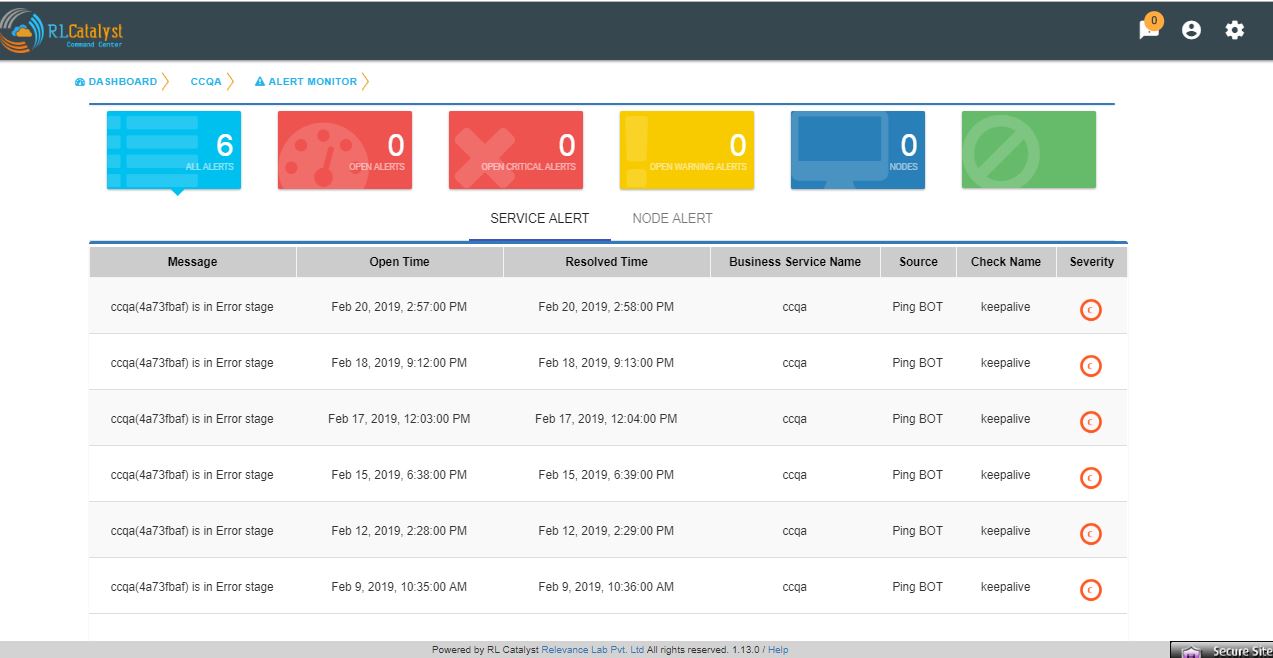 RLCatalyst
Command Center
0
DASHBOARD CCQA ALERT MONITOR
6
ALL ALERTS
0
OPEN ALERTS
0
OPEN CRITICAL ALERTS
0
OPEN WARNING ALERTS
0
NODES
SERVICE ALERT NODE ALERT
Message Open Time Resolved Time Business Service Name Source Check Name Severity
ccqa(4a73fbaf) is in Error stage Feb 20, 2019, 2:57:00 PM Feb 20, 2019, 2:58:00 PM ccqa Ping BOT keepalive C
ccqa(4a73fbaf) is in Error stage Feb 18, 2019, 9:12:00 PM Feb 18, 2019, 9:13:00 PM ccqa Ping BOT keepalive C
ccqa(4a73fbaf) is in Error stage Feb 17, 2019, 12:03:00 PM Feb 17, 2019, 12:04:00 PM ccqa Ping BOT keepalive C
ccqa(4a73fbaf) is in Error stage Feb 15, 2019, 6:38:00 PM Feb 15, 2019, 6:39:00 PM ccqa Ping BOT keepalive C
ccqa(4a73fbaf) is in Error stage Feb 12, 2019, 2:28:00 PM Feb 12, 2019, 2:29:00 PM ccqa Ping BOT keepalive C
ccqa(4a73fbaf) is in Error stage Feb 9, 2019, 10:35:00 AM Feb 9, 2019, 10:36:00 AM ccqa Ping BOT keepalive C
Powered by RL Catalyst Relevance Lab Pvt. Ltd All rights reserved. 1.13.0 / Help
Secure Site